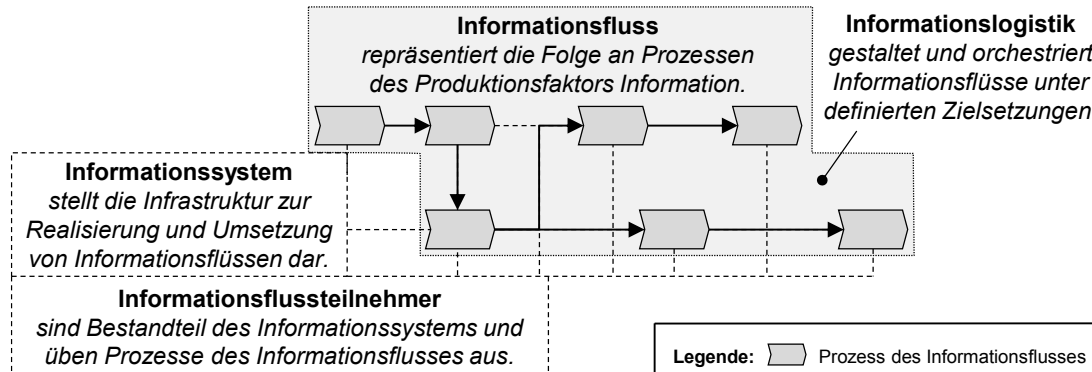 Informationsfluss
repräsentiert die Folge an Prozessen
des Produktionsfaktors Information.
Informationslogistik
gestaltet und orchestriert
Informationsflüsse unter
definierten Zielsetzungen
Informationssystem
stellt die Infrastruktur zur
Realisierung und Umsetzung
von Informationsflüssen dar.
Informationsflussteilnehmer
sind Bestandteil des Informationssystems und
üben Prozesse des Informationsflusses aus.
Legende: Prozess des Informationsflusses